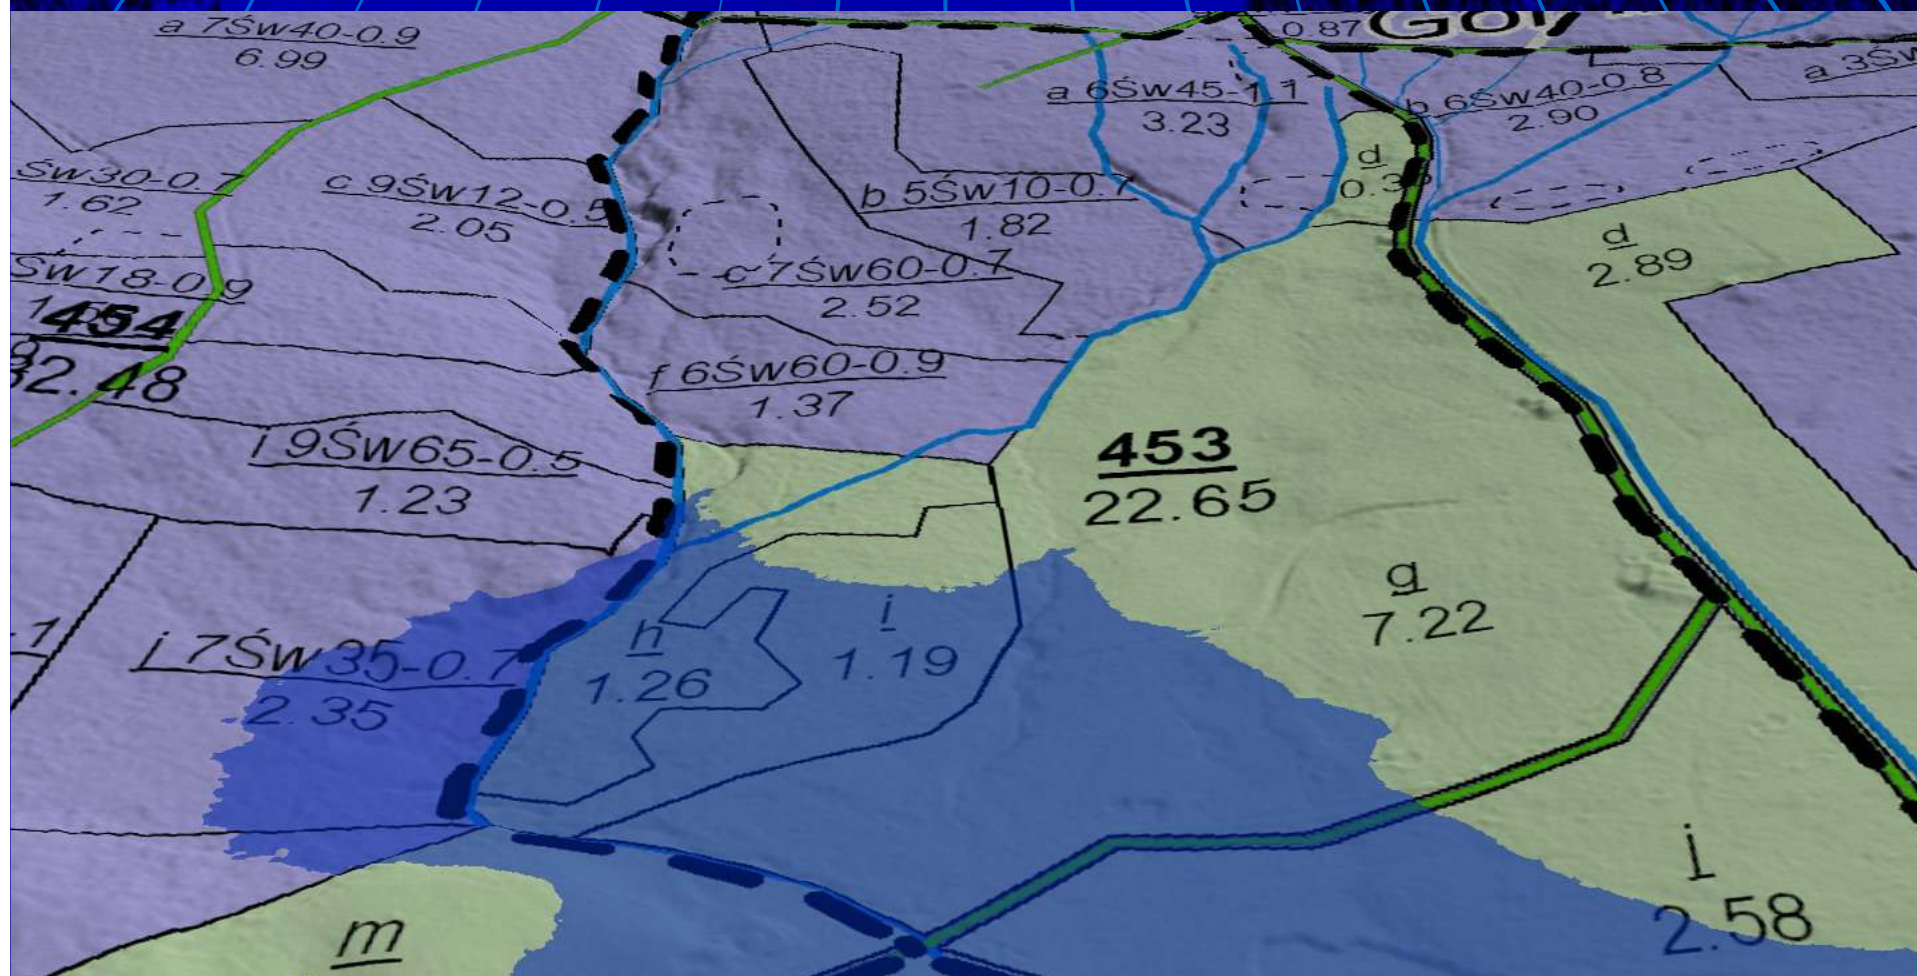 a 7Św40-0.9
6.99
0.87
Goy
a 3Św
a 6Św45-1.1
3.23
b 6Św40-0.8
2.90
Św30-0.7
1.62
c 9Św12-0.5
2.05
b 5Św10-0.7
1.82
d
d
2.89
Św18-0.9
454
32.48
c 7Św60-0.7
2.52
f 6Św60-0.9
1.37
i 9Św65-0.5
1.23
453
22.65
g
7.22
j 7Św35-0.7
2.35
h
1.26
i
1.19
j
2.58
m